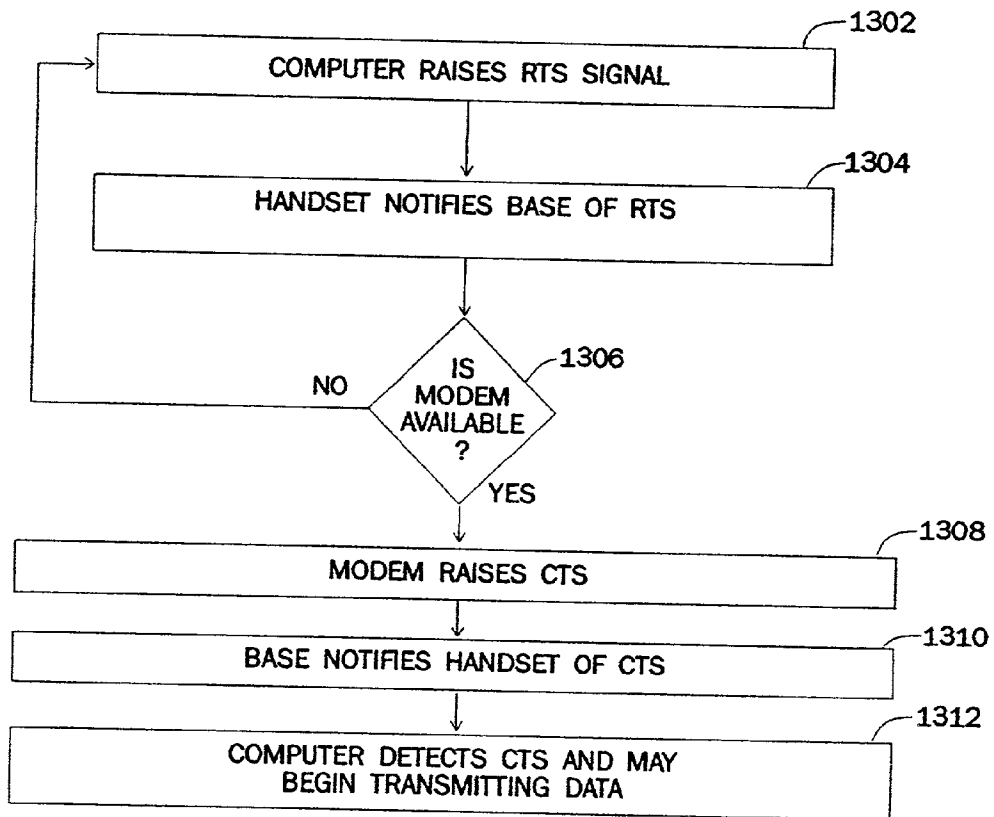 1302
COMPUTER RAISES RTS SIGNAL
1304
HANDSET NOTIFIES BASE OF RTS
1306
IS
MODEM
AVAILABLE
?
NO
YES
1308
MODEM RAISES CTS
1310
BASE NOTIFIES HANDSET OF CTS
1312
COMPUTER DETECTS CTS AND MAY
BEGIN TRANSMITTING DATA